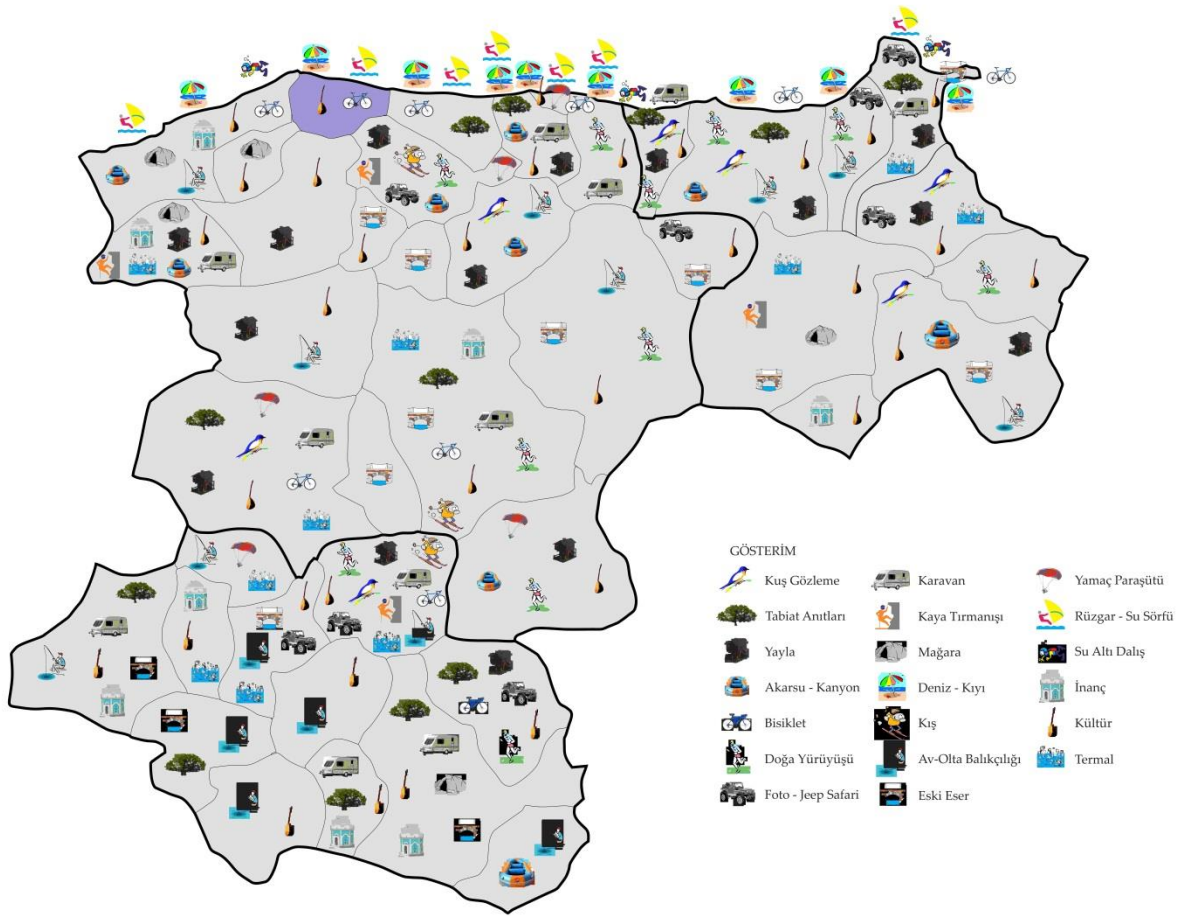 GÖSTERİM
Kuş Gözleme
Tabiat Anıtları
Yayla
Akarsu - Kanyon
Bisiklet
Doğa Yürüyüşü
Foto - Jeep Safari
Karavan
Kaya Tırmanışı
Mağara
Deniz - Kıyı
Kış
Av-Olta Balıkçılığı
Eski Eser
Yamaç Paraşütü
Rüzgar - Su Sörfü
Su Altı Dalış
İnanç
Kültür
Termal